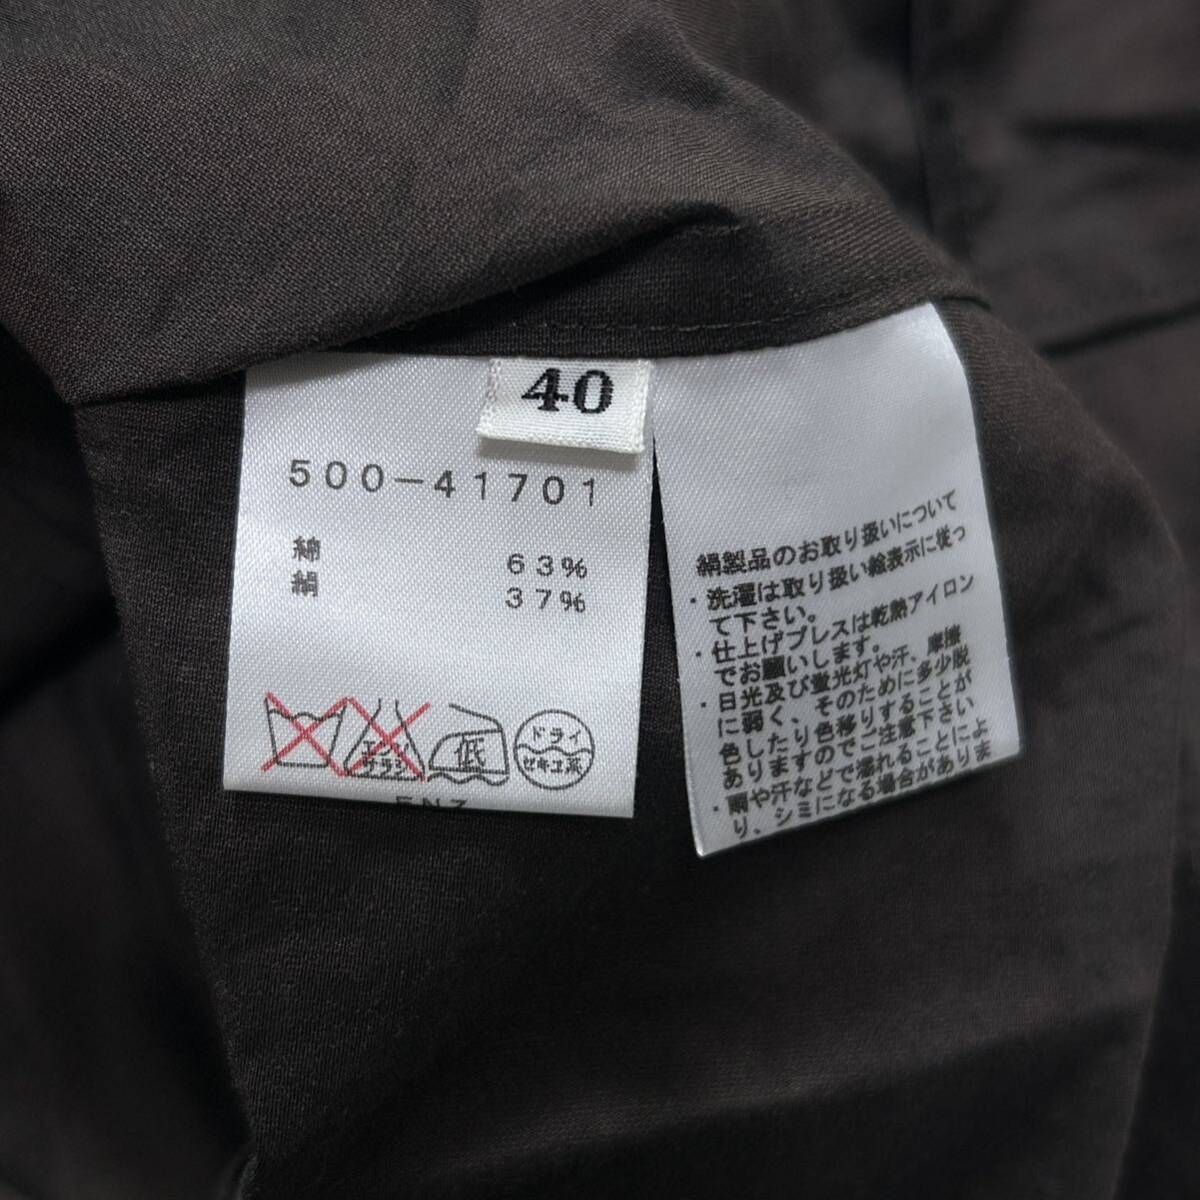 40
500-41701
綿 63%
絹 37%
エンソ
サラシ
低
ドライ
セキユ系
絹製品のお取り扱いについて
・洗濯は取り扱い絵表示に従っ
て下さい。
・仕上げプレスは乾熱アイロン
でお願いします。
・日光及び蛍光灯や汗、摩擦
に弱く、そのために多少脱
色したり色移りすることが
ありますのでご注意下さい
・雨や汗などで濡れることによ
り、シミになる場合がありま